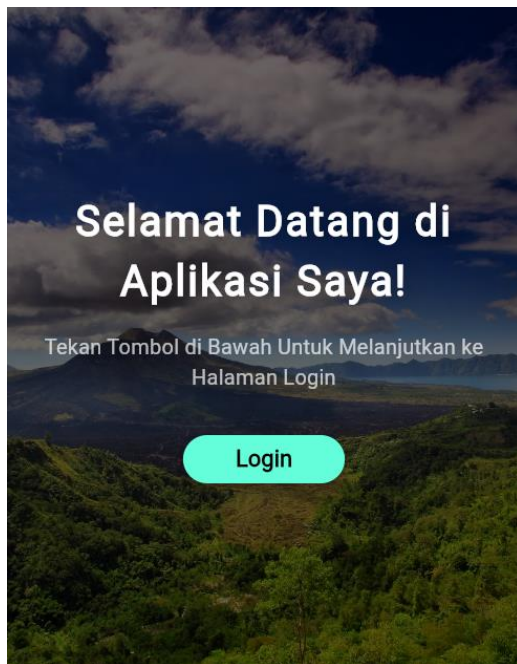 Selamat Datang di
Aplikasi Saya!
Tekan Tombol di Bawah Untuk Melanjutkan ke
Halaman Login
Login